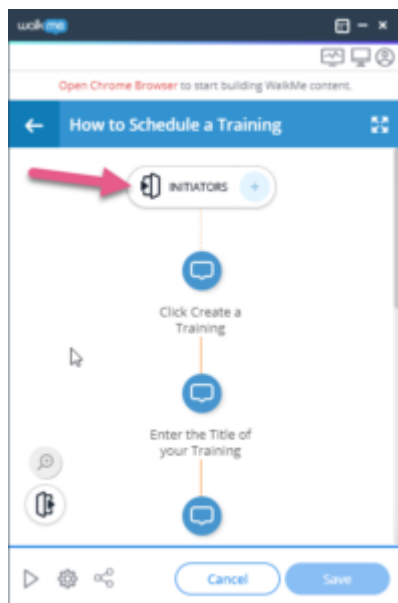 walkme
Open Chrome Browser to start building WalkMe content.
How to Schedule a Training
INITIATORS +
Click Create a
Training
Enter the Title of
your Training
Cancel Save